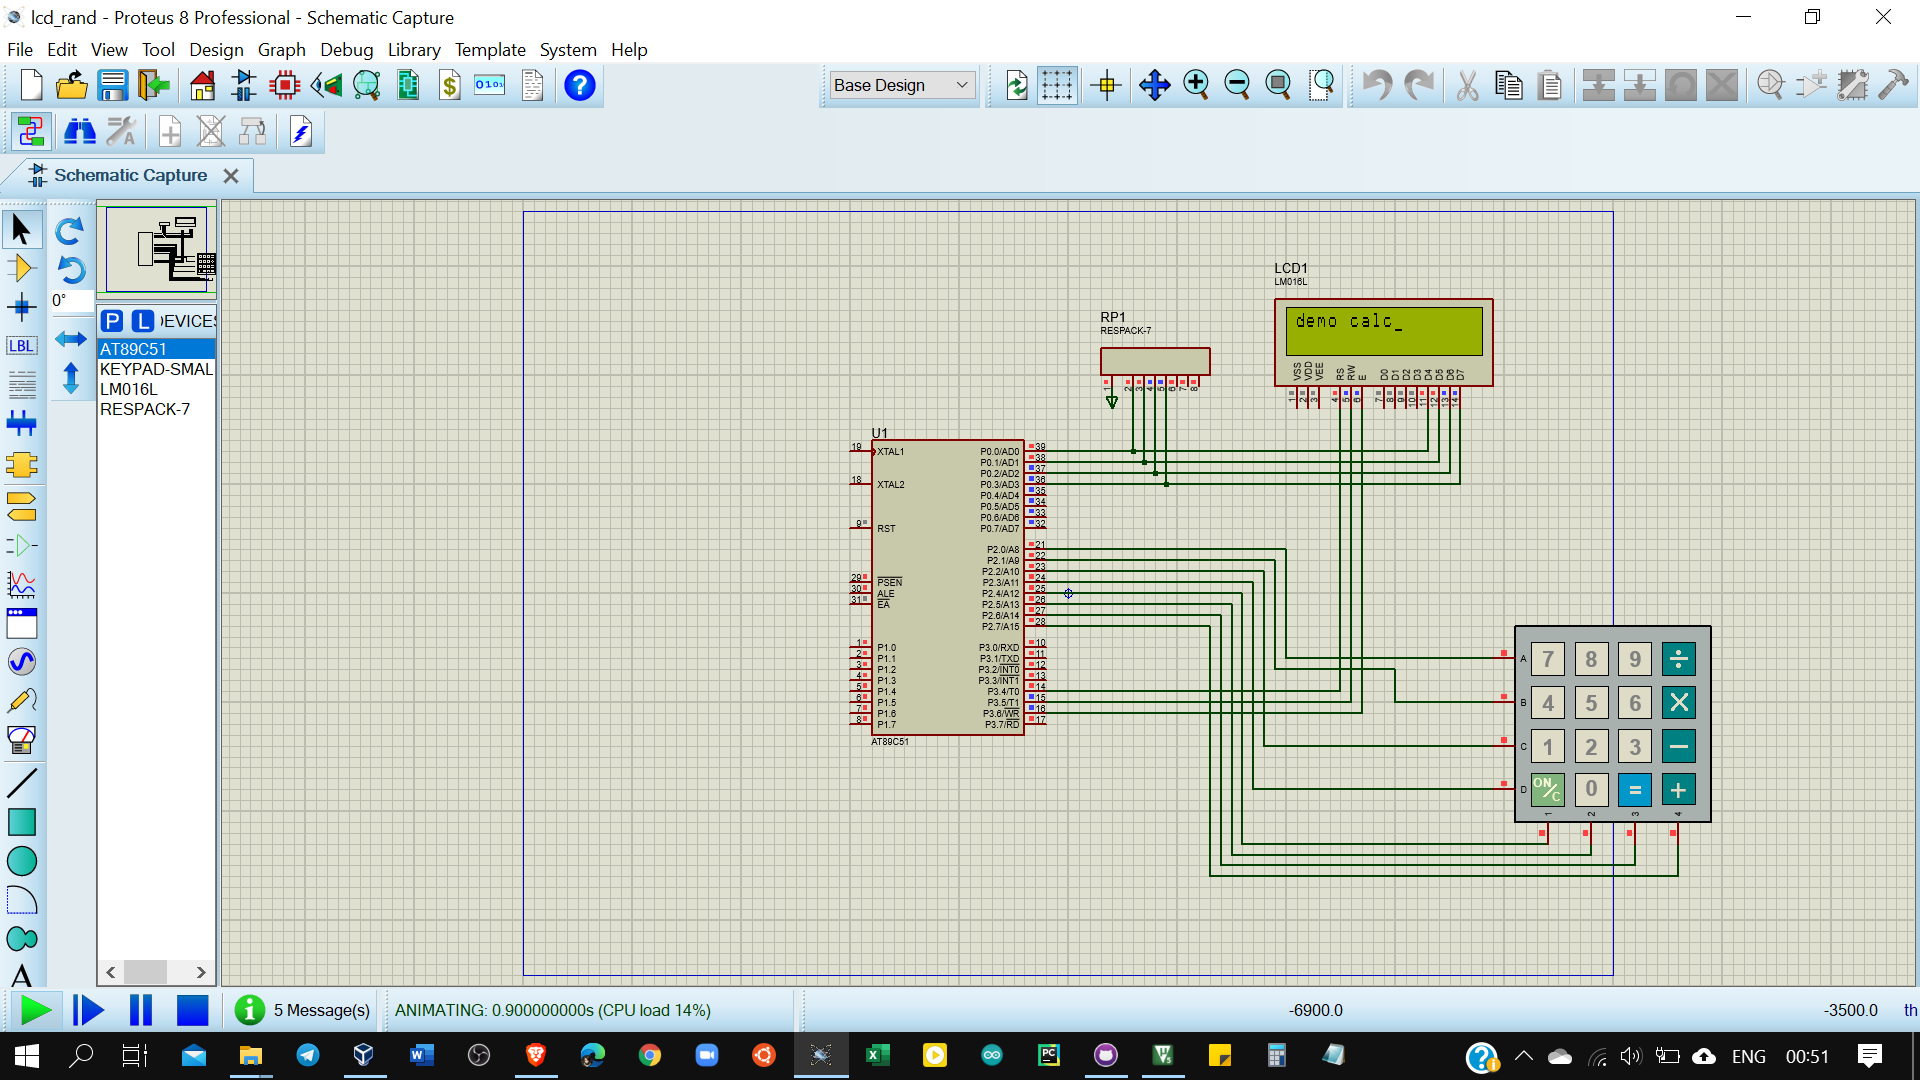 lcd_rand - Proteus 8 Professional - Schematic Capture
File Edit View Tool Design Graph Debug Library Template System Help
Base Design
Schematic Capture
0°
P L DEVICES
LBL
AT89C51
KEYPAD-SMAL
LM016L
RESPACK-7
LCD1
LM016L
demo calc_
VSS VDD VEE RS RW E D0 D1 D2 D3 D4 D5 D6 D7
1 2 3 4 5 6 7 8 9 10 11 12 13 14
RP1
RESPACK-7
1 2 3 4 5 6 7 8
U1
19 XTAL1 P0.0/AD0 39
P0.1/AD1 38
P0.2/AD2 37
18 XTAL2 P0.3/AD3 36
P0.4/AD4 35
P0.5/AD5 34
P0.6/AD6 33
9 RST P0.7/AD7 32
P2.0/A8 21
P2.1/A9 22
P2.2/A10 23
29 PSEN P2.3/A11 24
30 ALE P2.4/A12 25
31 EA P2.5/A13 26
P2.6/A14 27
P2.7/A15 28
1 P1.0 P3.0/RXD 10
2 P1.1 P3.1/TXD 11
3 P1.2 P3.2/INT0 12
4 P1.3 P3.3/INT1 13
5 P1.4 P3.4/T0 14
6 P1.5 P3.5/T1 15
7 P1.6 P3.6/WR 16
8 P1.7 P3.7/RD 17
AT89C51
A 7 8 9 ÷
B 4 5 6 ×
C 1 2 3 −
D ON/C 0 = +
1 2 3 4
A
5 Message(s)
ANIMATING: 0.900000000s (CPU load 14%)
-6900.0
-3500.0
th
ENG
00:51